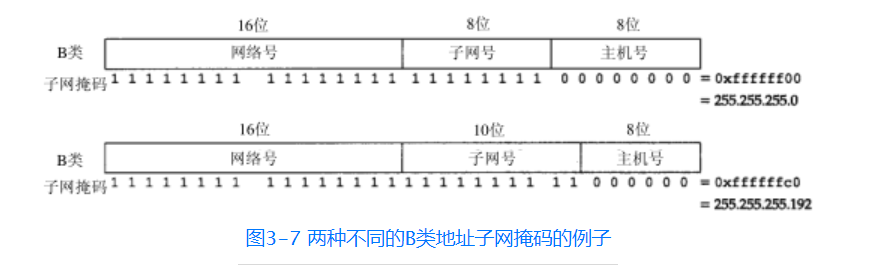 16位 8位 8位
B类 网络号 子网号 主机号
子网掩码 1 1 1 1 1 1 1 1 1 1 1 1 1 1 1 1 1 1 1 1 1 1 1 1 0 0 0 0 0 0 0 0 = 0xffffff00
= 255.255.255.0
16位 10位 8位
B类 网络号 子网号 主机号
子网掩码 1 1 1 1 1 1 1 1 1 1 1 1 1 1 1 1 1 1 1 1 1 1 1 1 1 1 0 0 0 0 0 0 = 0xffffffc0
= 255.255.255.192
图3-7 两种不同的B类地址子网掩码的例子